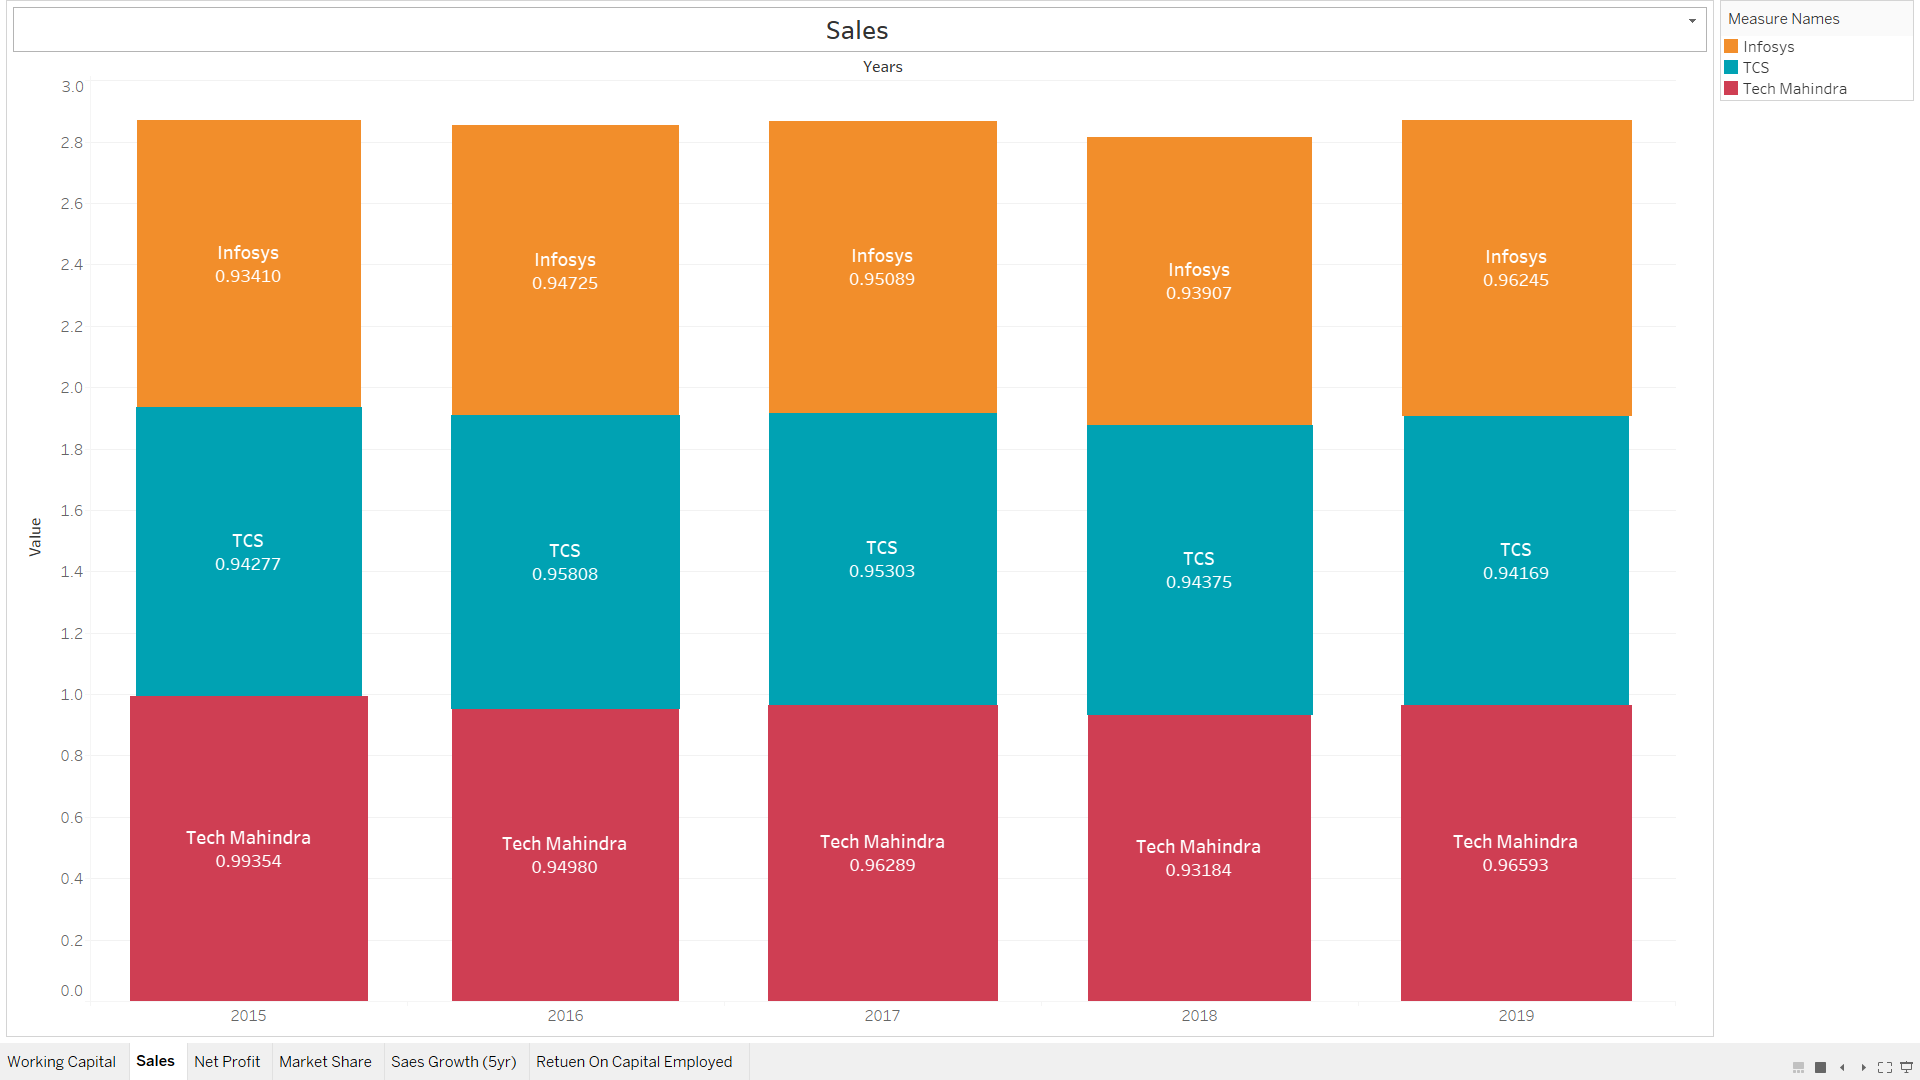 Sales
Years
Measure Names
Infosys
TCS
Tech Mahindra
Value
3.0
2.8
2.6
2.4
2.2
2.0
1.8
1.6
1.4
1.2
1.0
0.8
0.6
0.4
0.2
0.0
Infosys
0.93410
TCS
0.94277
Tech Mahindra
0.99354
Infosys
0.94725
TCS
0.95808
Tech Mahindra
0.94980
Infosys
0.95089
TCS
0.95303
Tech Mahindra
0.96289
Infosys
0.93907
TCS
0.94375
Tech Mahindra
0.93184
Infosys
0.96245
TCS
0.94169
Tech Mahindra
0.96593
2015 2016 2017 2018 2019
Working Capital Sales Net Profit Market Share Saes Growth (5yr) Retuen On Capital Employed